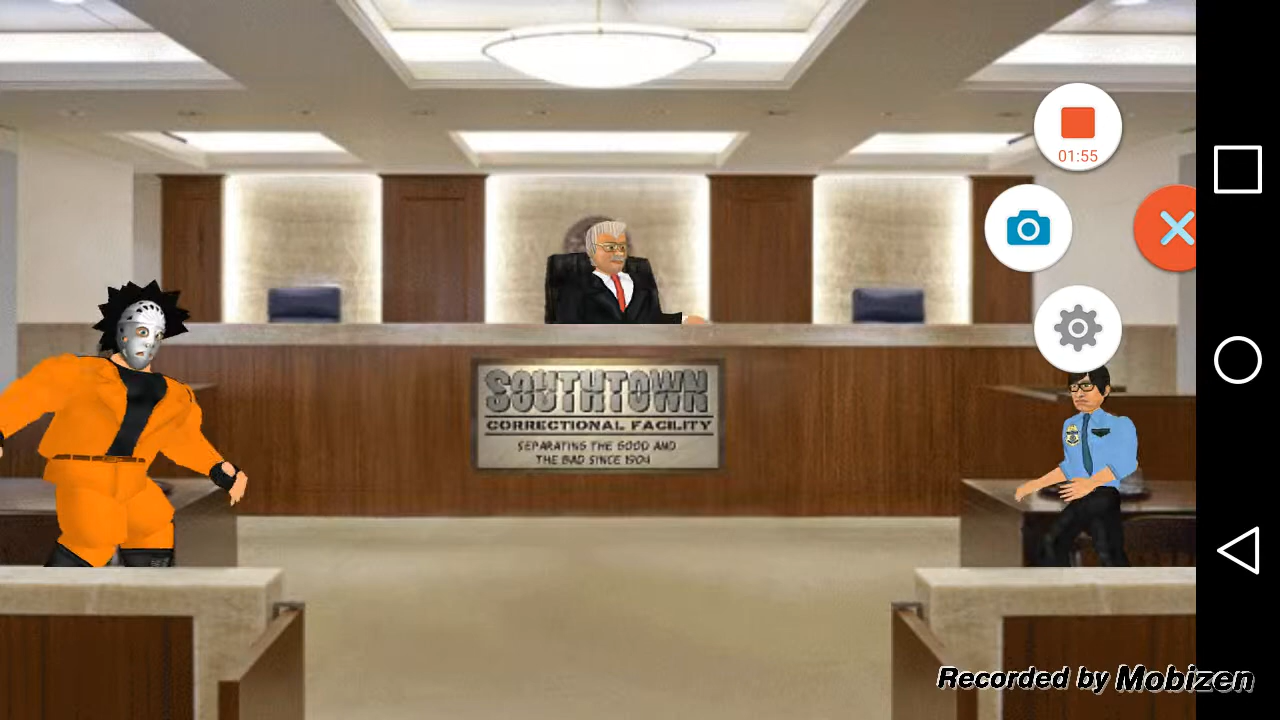 01:55
SOUTHTOWN
CORRECTIONAL FACILITY
SEPARATING THE GOOD AND
THE BAD SINCE 1904
Recorded by Mobizen